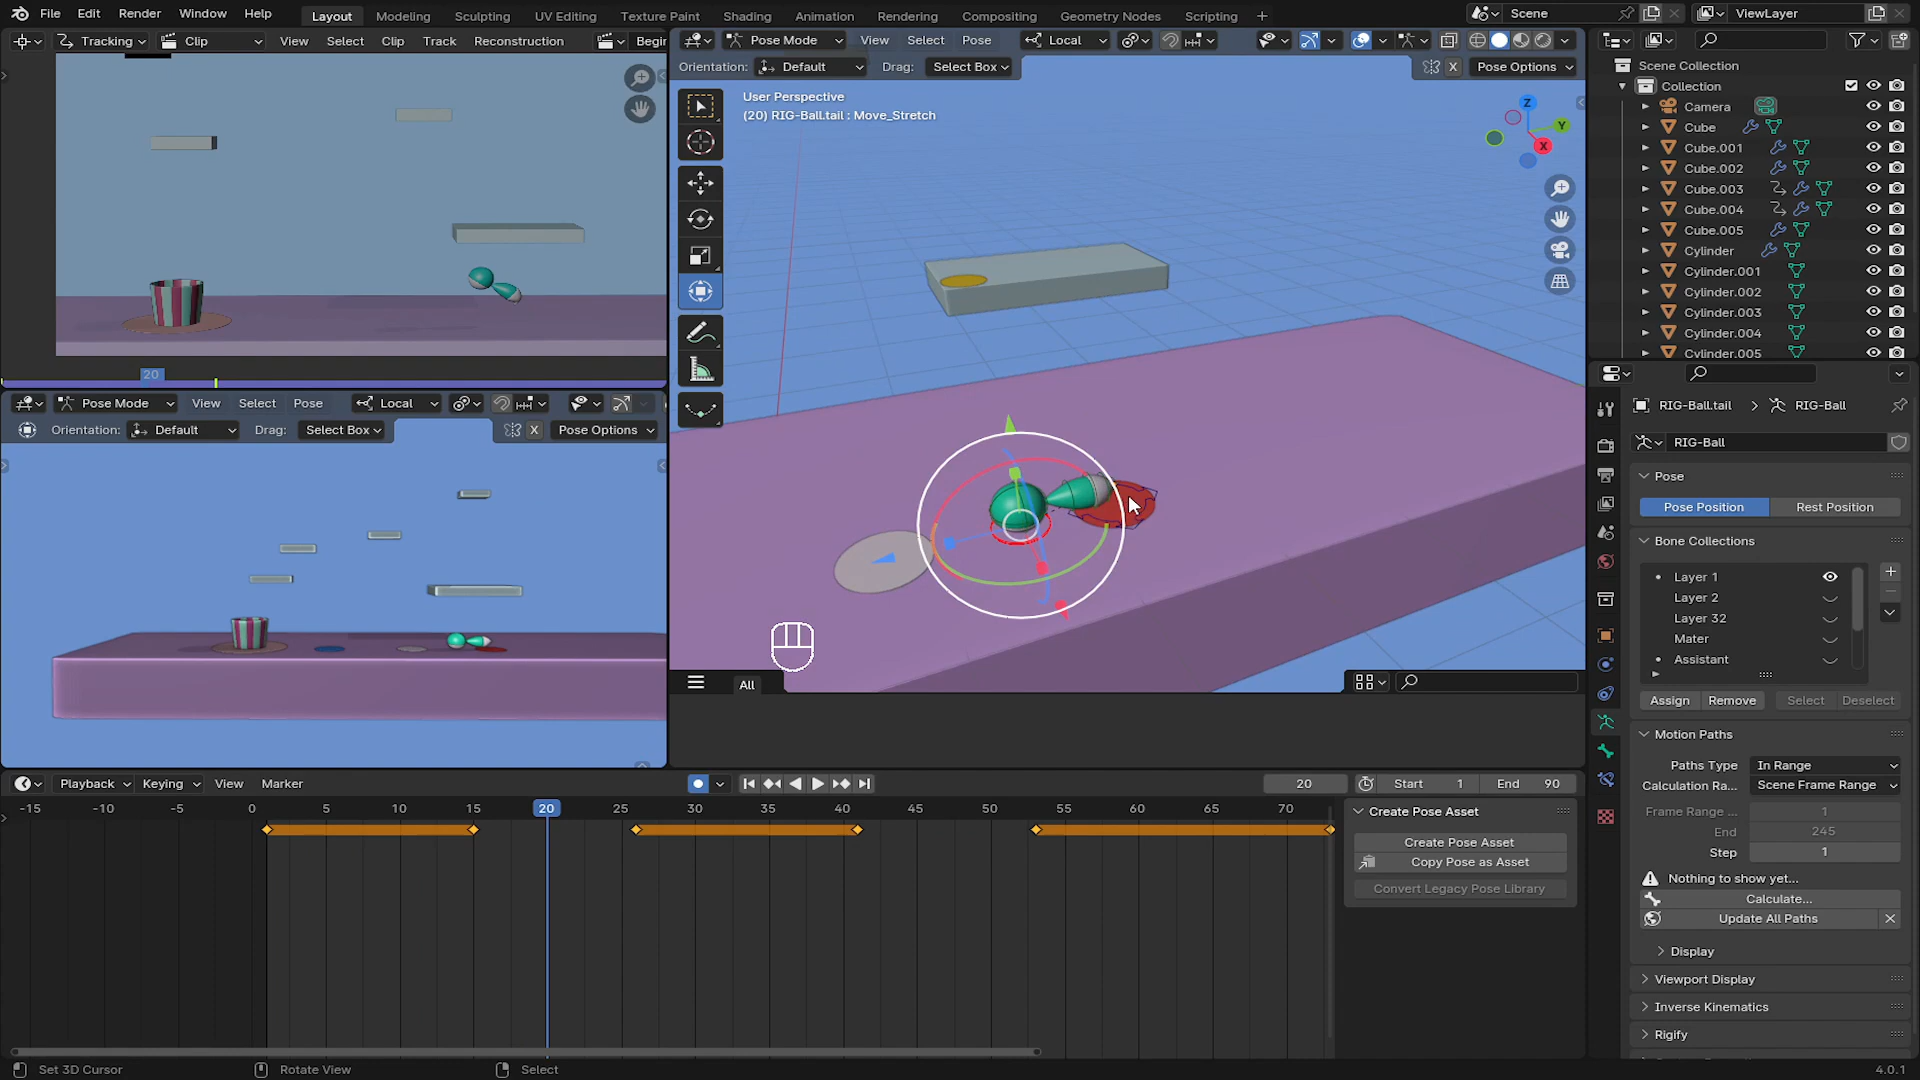 File Edit Render Window Help
Layout Modeling Sculpting UV Editing Texture Paint Shading Animation Rendering Compositing Geometry Nodes Scripting +
Scene
ViewLayer
Tracking Clip View Select Clip Track Reconstruction
Pose Mode View Select Pose Local
Orientation: Default Drag: Select Box X Pose Options
User Perspective
(20) RIG-Ball.tail : Move_Stretch
Z
Y
X
20
Pose Mode View Select Pose Local
Orientation: Default Drag: Select Box X Pose Options
All
Playback Keying View Marker
20 Start 1 End 90
-15 -10 -5 0 5 10 15 20 25 30 35 40 45 50 55 60 65 70
Create Pose Asset
Create Pose Asset
Copy Pose as Asset
Convert Legacy Pose Library
Scene Collection
Collection
Camera
Cube
Cube.001
Cube.002
Cube.003
Cube.004
Cube.005
Cylinder
Cylinder.001
Cylinder.002
Cylinder.003
Cylinder.004
Cylinder.005
RIG-Ball.tail > RIG-Ball
RIG-Ball
Pose
Pose Position Rest Position
Bone Collections
Layer 1
Layer 2
Layer 32
Mater
Assistant
Assign Remove Select Deselect
Motion Paths
Paths Type In Range
Calculation Ra... Scene Frame Range
Frame Range ... 1
End 245
Step 1
Nothing to show yet...
Calculate...
Update All Paths
Display
Viewport Display
Inverse Kinematics
Rigify
Set 3D Cursor Rotate View Select 4.0.1